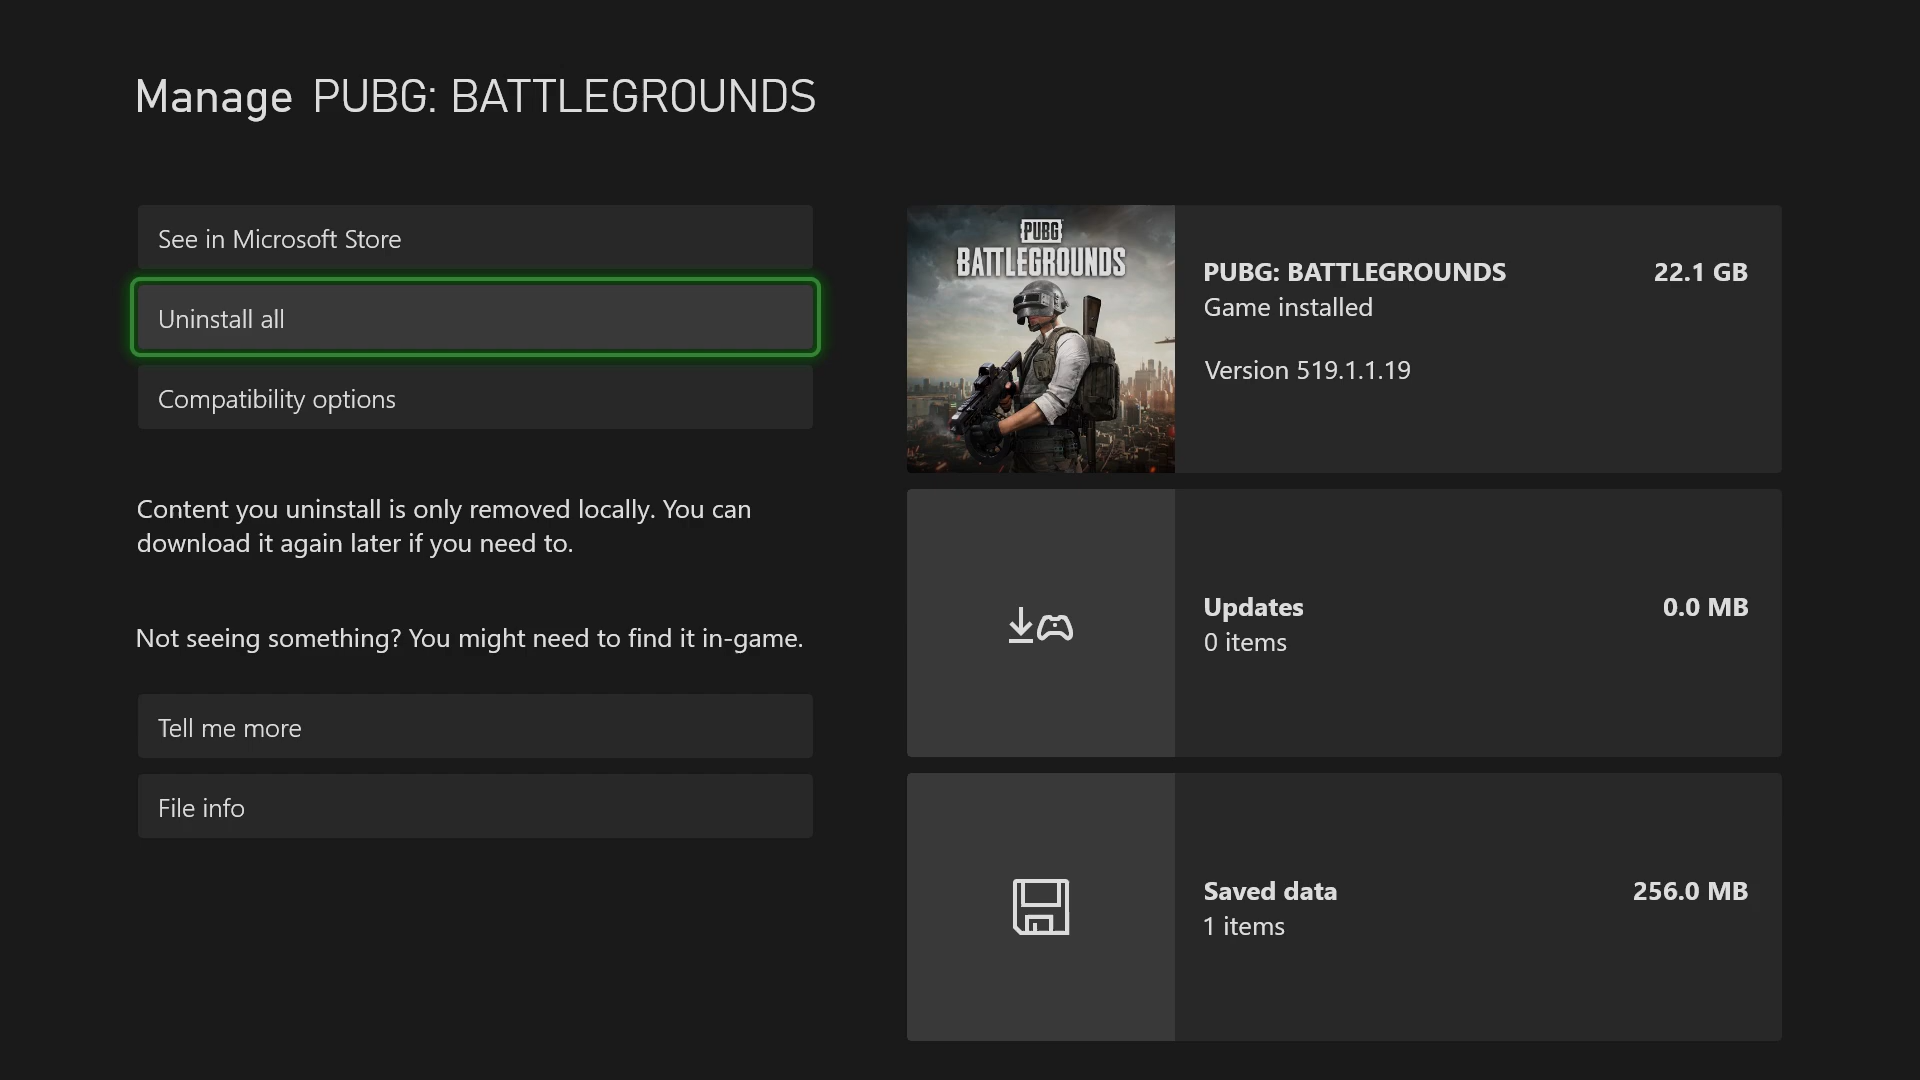 Manage PUBG: BATTLEGROUNDS
See in Microsoft Store
Uninstall all
Compatibility options
Content you uninstall is only removed locally. You can
download it again later if you need to.
Not seeing something? You might need to find it in-game.
Tell me more
File info
PUBG
BATTLEGROUNDS
PUBG: BATTLEGROUNDS 22.1 GB
Game installed
Version 519.1.1.19
Updates 0.0 MB
0 items
Saved data 256.0 MB
1 items